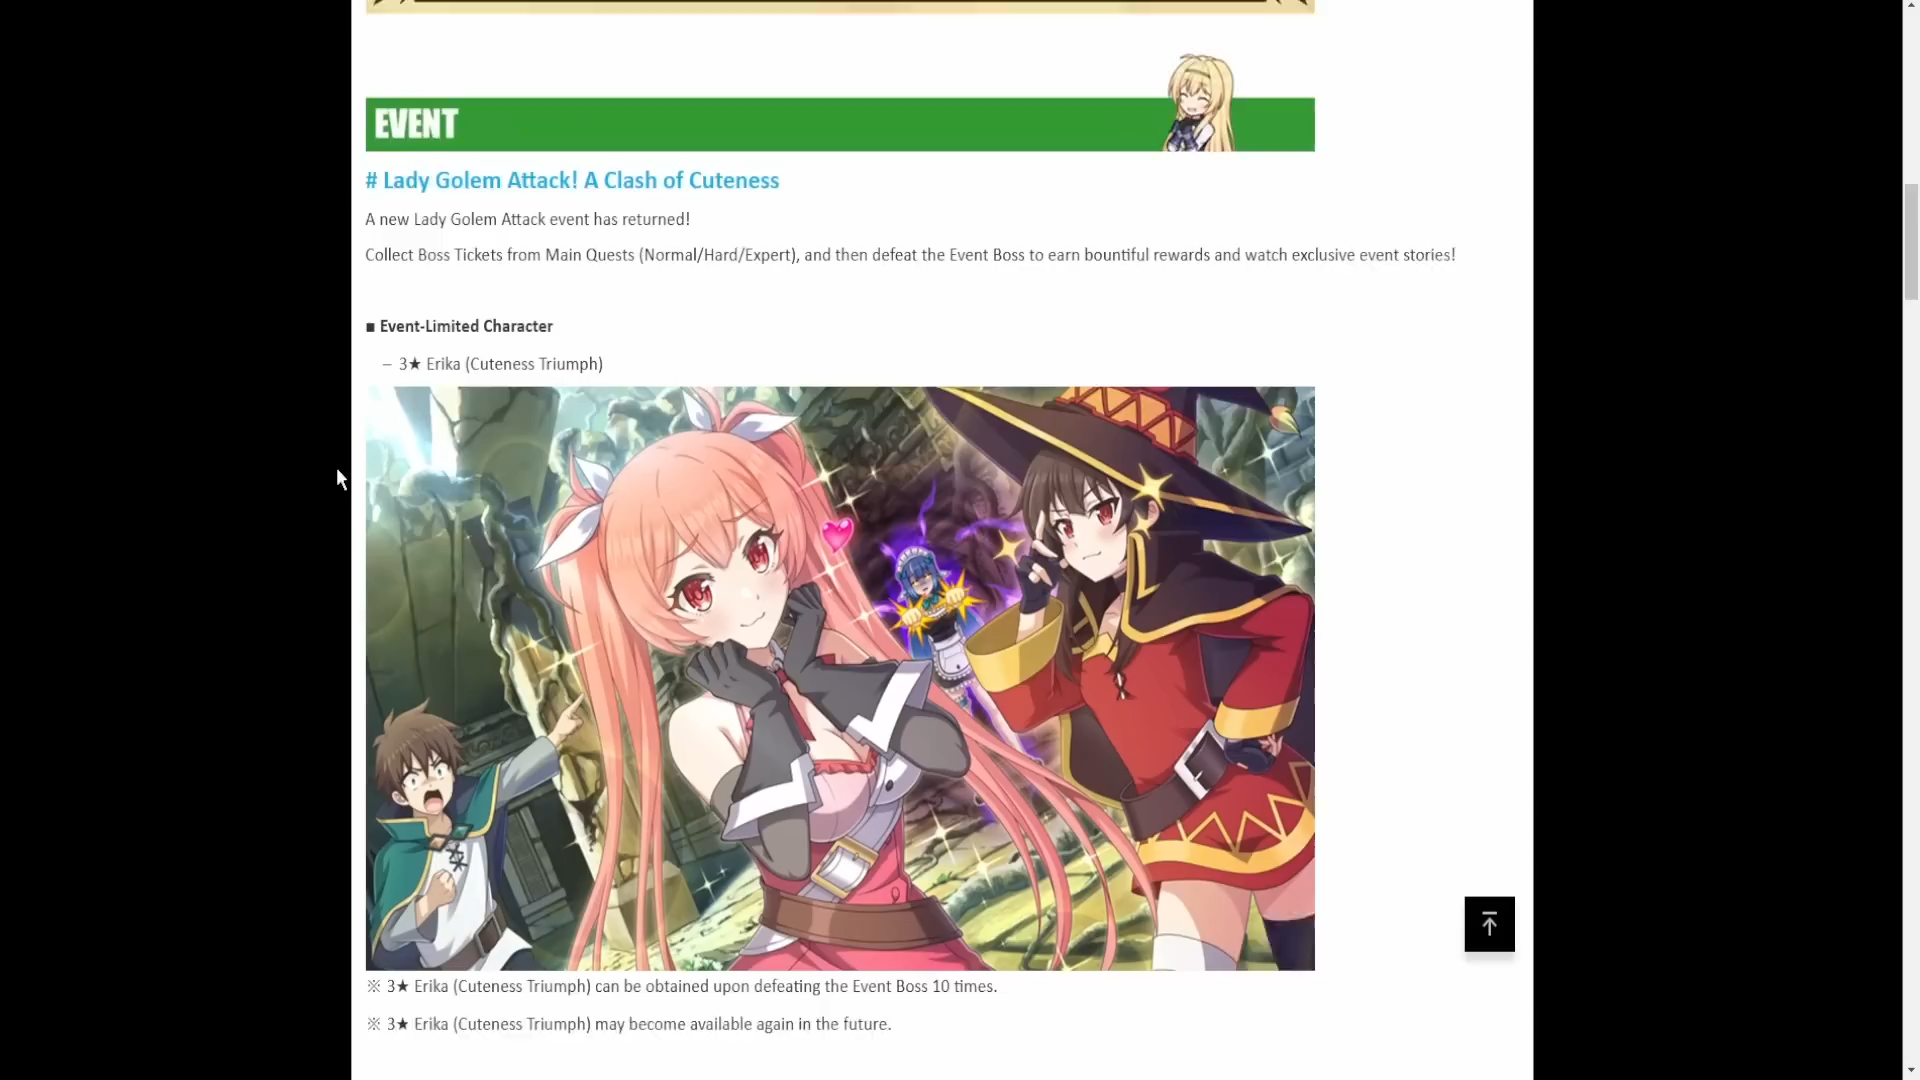 EVENT
# Lady Golem Attack! A Clash of Cuteness
A new Lady Golem Attack event has returned!
Collect Boss Tickets from Main Quests (Normal/Hard/Expert), and then defeat the Event Boss to earn bountiful rewards and watch exclusive event stories!
■ Event-Limited Character
– 3★ Erika (Cuteness Triumph)
※ 3★ Erika (Cuteness Triumph) can be obtained upon defeating the Event Boss 10 times.
※ 3★ Erika (Cuteness Triumph) may become available again in the future.